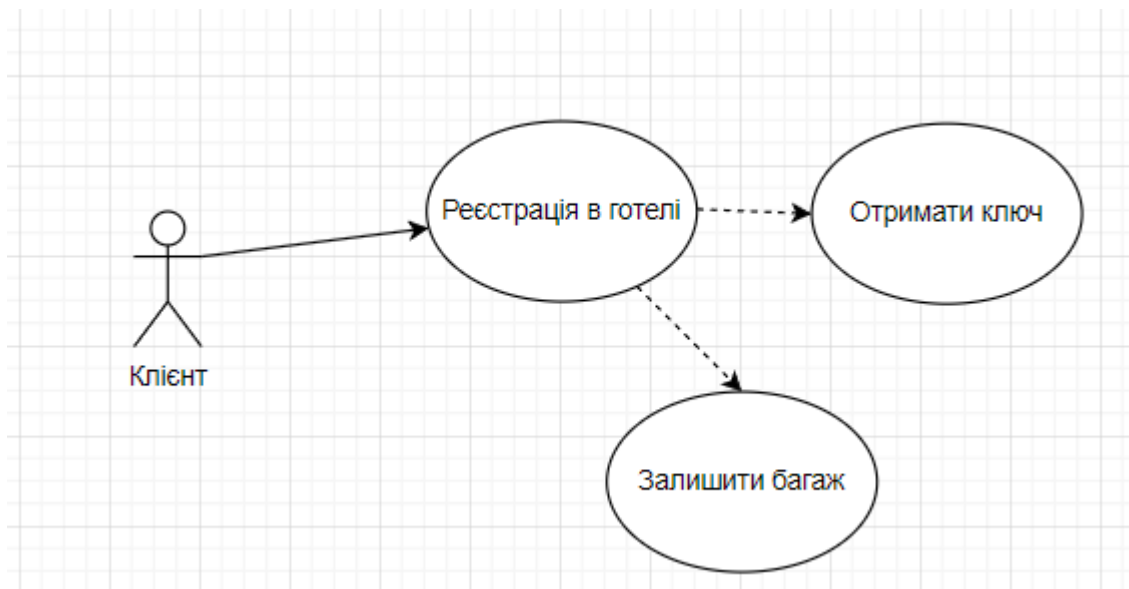 Реєстрація в готелі
Отримати ключ
Клієнт
Залишити багаж